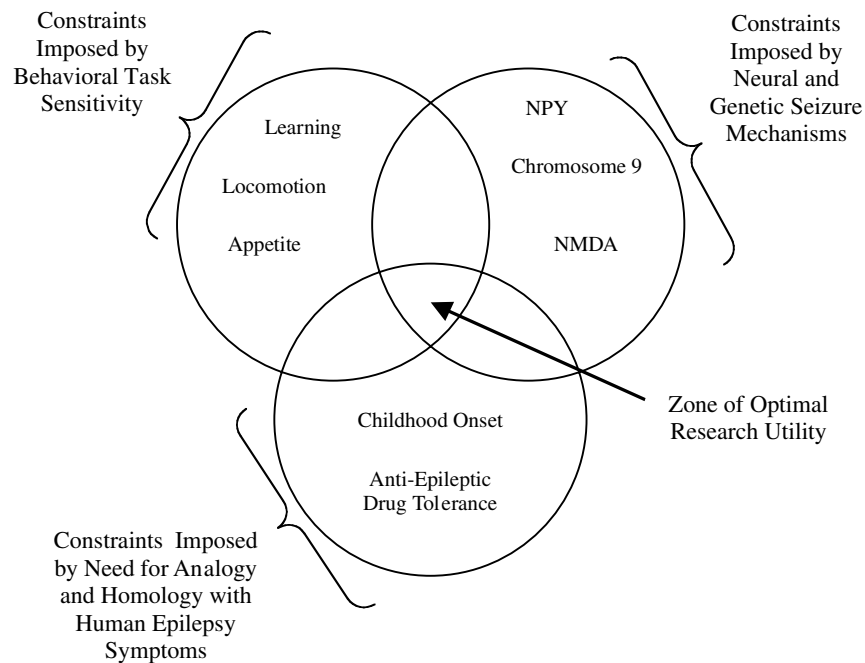 Constraints
Imposed by
Behavioral Task
Sensitivity
Constraints
Imposed by
Neural and
Genetic Seizure
Mechanisms
Learning
Locomotion
Appetite
NPY
Chromosome 9
NMDA
Childhood Onset
Anti-Epileptic
Drug Tolerance
Zone of Optimal
Research Utility
Constraints Imposed
by Need for Analogy
and Homology with
Human Epilepsy
Symptoms